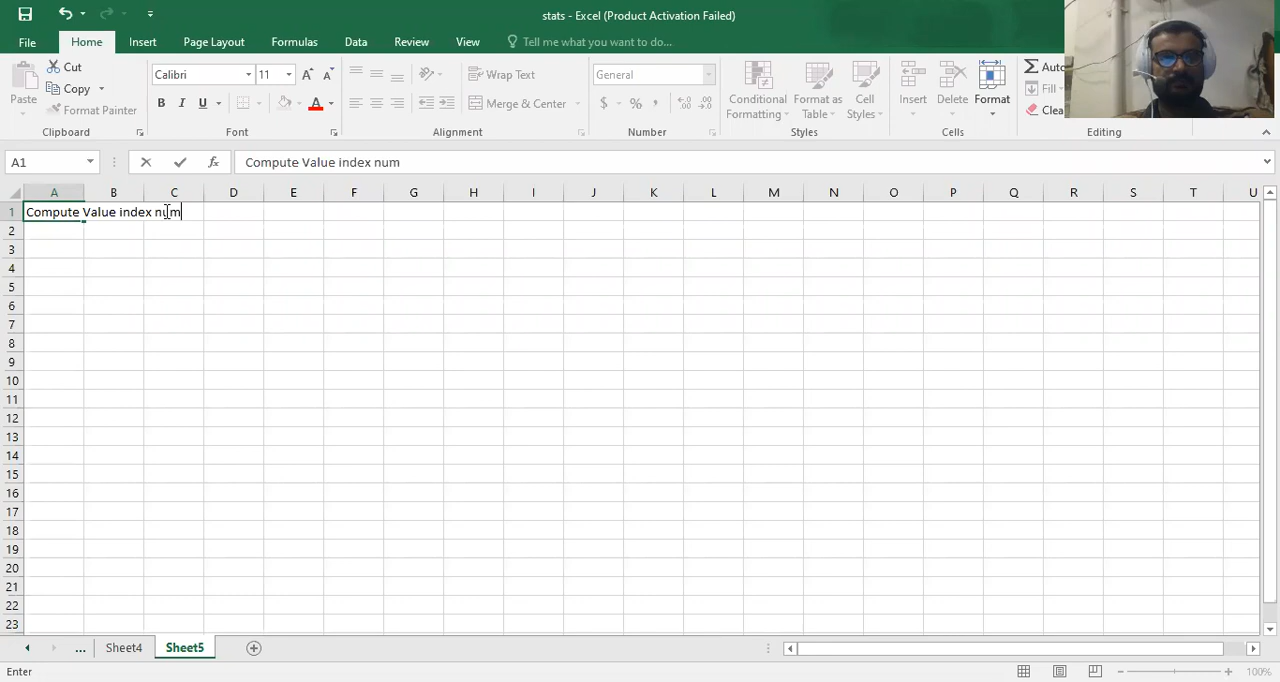 stats - Excel (Product Activation Failed)
File Home Insert Page Layout Formulas Data Review View Tell me what you want to do...
Paste Cut Copy Format Painter Clipboard
Calibri 11 B I U A Font
Wrap Text Merge & Center Alignment
General $ % , Number
Conditional Formatting Format as Table Cell Styles Styles
Insert Delete Format Cells
Auto Fill Clea Editing
A1 fx Compute Value index num
A B C D E F G H I J K L M N O P Q R S T U
1 Compute Value index num
2
3
4
5
6
7
8
9
10
11
12
13
14
15
16
17
18
19
20
21
22
23
... Sheet4 Sheet5
Enter 100%